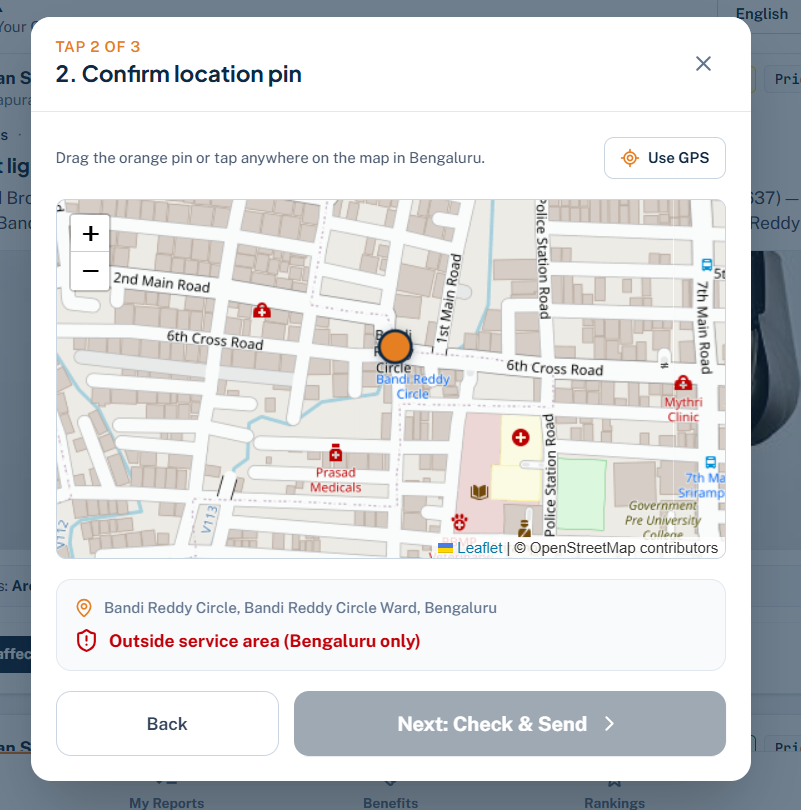 English
TAP 2 OF 3
2. Confirm location pin
Drag the orange pin or tap anywhere on the map in Bengaluru.
Use GPS
+
−
2nd Main Road
6th Cross Road
1st Main Road
Police Station Road
7th Main Road
Circle
Bandi Reddy
Circle
6th Cross Road
Mythri
Clinic
Prasad
Medicals
Police Station Road
7th Ma
Sriramp
Government
Pre University
College
V113
V112
Leaflet | © OpenStreetMap contributors
Bandi Reddy Circle, Bandi Reddy Circle Ward, Bengaluru
Outside service area (Bengaluru only)
Back
Next: Check & Send
My Reports
Benefits
Rankings